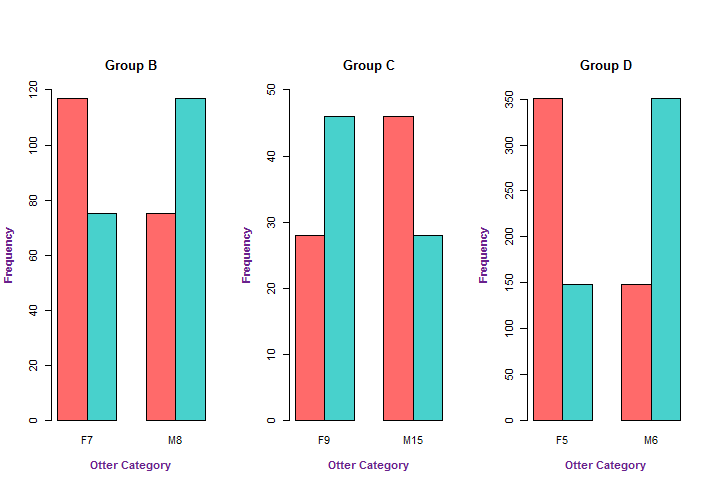 Group B
Frequency
0
20
40
60
80
100
120
F7
M8
Otter Category
Group C
Frequency
0
10
20
30
40
50
F9
M15
Otter Category
Group D
Frequency
0
50
100
150
200
250
300
350
F5
M6
Otter Category